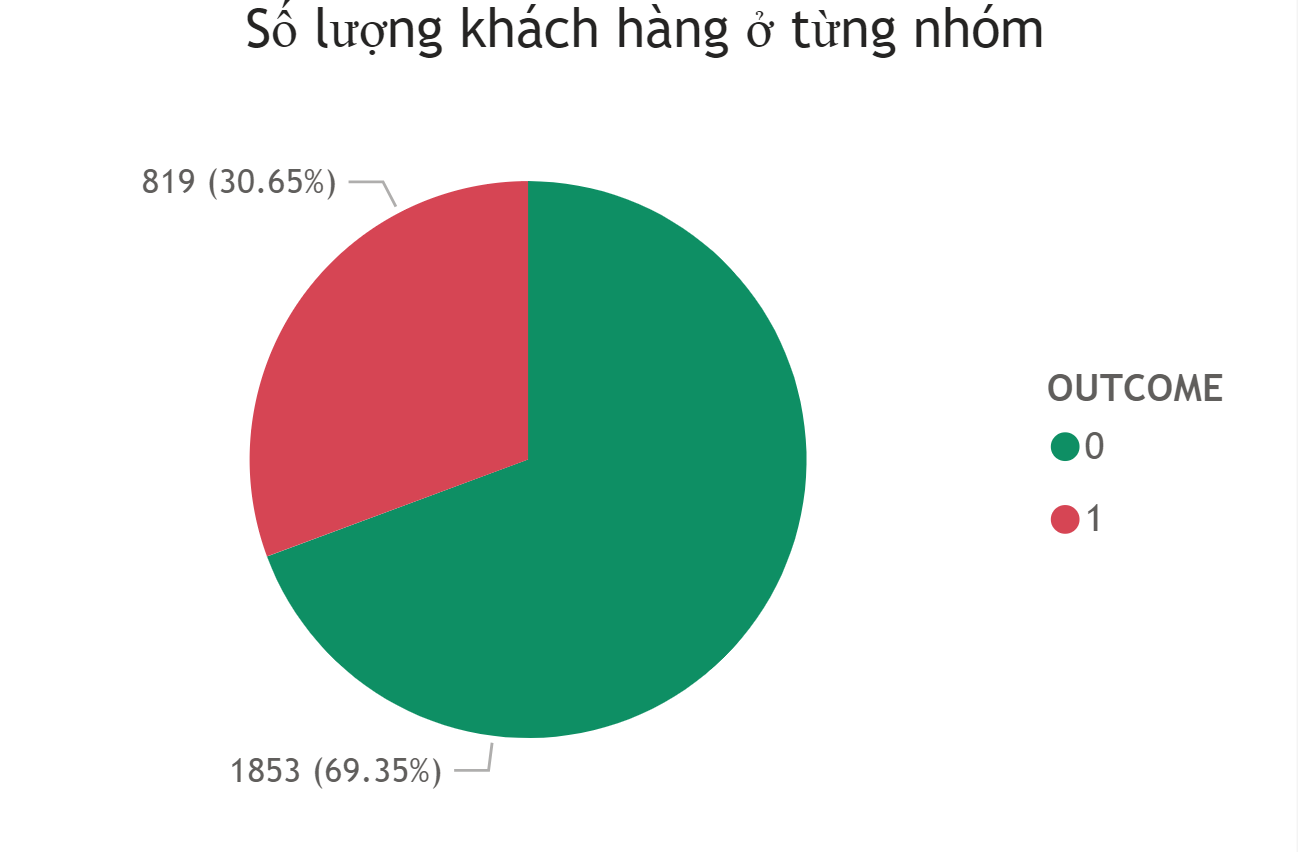 Số lượng khách hàng ở từng nhóm
819 (30.65%)
OUTCOME
0
1
1853 (69.35%)